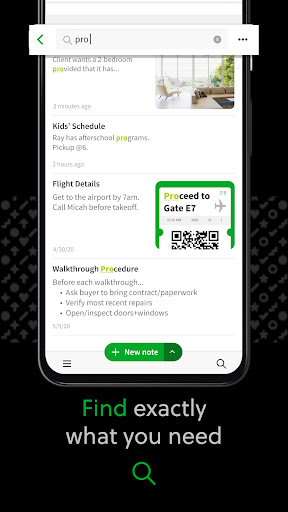 pro
Client wants a 2-bedroom
provided that it has...
3 minutes ago
Kids' Schedule
Ray has afterschool programs.
Pickup @6.
2 hours ago
Flight Details
Get to the airport by 7am.
Call Micah before takeoff.
Proceed to
Gate E7
4/30/20
Walkthrough Procedure
Before each walkthrough...
• Ask buyer to bring contract/paperwork
• Verify most recent repairs
• Open/inspect doors+windows
5/9/20
+ New note
Find exactly
what you need